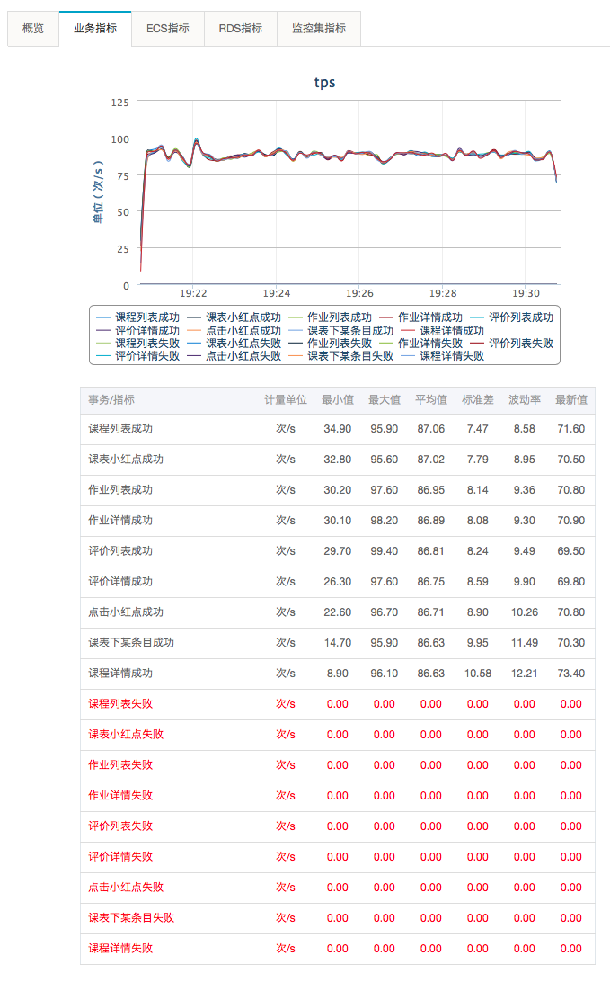 概览 业务指标 ECS指标 RDS指标 监控集指标
tps
单位 ( 次/s )
125
100
75
50
25
0
19:22 19:24 19:26 19:28 19:30
课程列表成功 课表小红点成功 作业列表成功 作业详情成功 评价列表成功
评价详情成功 点击小红点成功 课表下某条目成功 课程详情成功
课程列表失败 课表小红点失败 作业列表失败 作业详情失败 评价列表失败
评价详情失败 点击小红点失败 课表下某条目失败 课程详情失败
事务/指标 计量单位 最小值 最大值 平均值 标准差 波动率 最新值
课程列表成功 次/s 34.90 95.90 87.06 7.47 8.58 71.60
课表小红点成功 次/s 32.80 95.60 87.02 7.79 8.95 70.50
作业列表成功 次/s 30.20 97.60 86.95 8.14 9.36 70.80
作业详情成功 次/s 30.10 98.20 86.89 8.08 9.30 70.90
评价列表成功 次/s 29.70 99.40 86.81 8.24 9.49 69.50
评价详情成功 次/s 26.30 97.60 86.75 8.59 9.90 69.80
点击小红点成功 次/s 22.60 96.70 86.71 8.90 10.26 70.80
课表下某条目成功 次/s 14.70 95.90 86.63 9.95 11.49 70.30
课程详情成功 次/s 8.90 96.10 86.63 10.58 12.21 73.40
课程列表失败 次/s 0.00 0.00 0.00 0.00 0.00 0.00
课表小红点失败 次/s 0.00 0.00 0.00 0.00 0.00 0.00
作业列表失败 次/s 0.00 0.00 0.00 0.00 0.00 0.00
作业详情失败 次/s 0.00 0.00 0.00 0.00 0.00 0.00
评价列表失败 次/s 0.00 0.00 0.00 0.00 0.00 0.00
评价详情失败 次/s 0.00 0.00 0.00 0.00 0.00 0.00
点击小红点失败 次/s 0.00 0.00 0.00 0.00 0.00 0.00
课表下某条目失败 次/s 0.00 0.00 0.00 0.00 0.00 0.00
课程详情失败 次/s 0.00 0.00 0.00 0.00 0.00 0.00